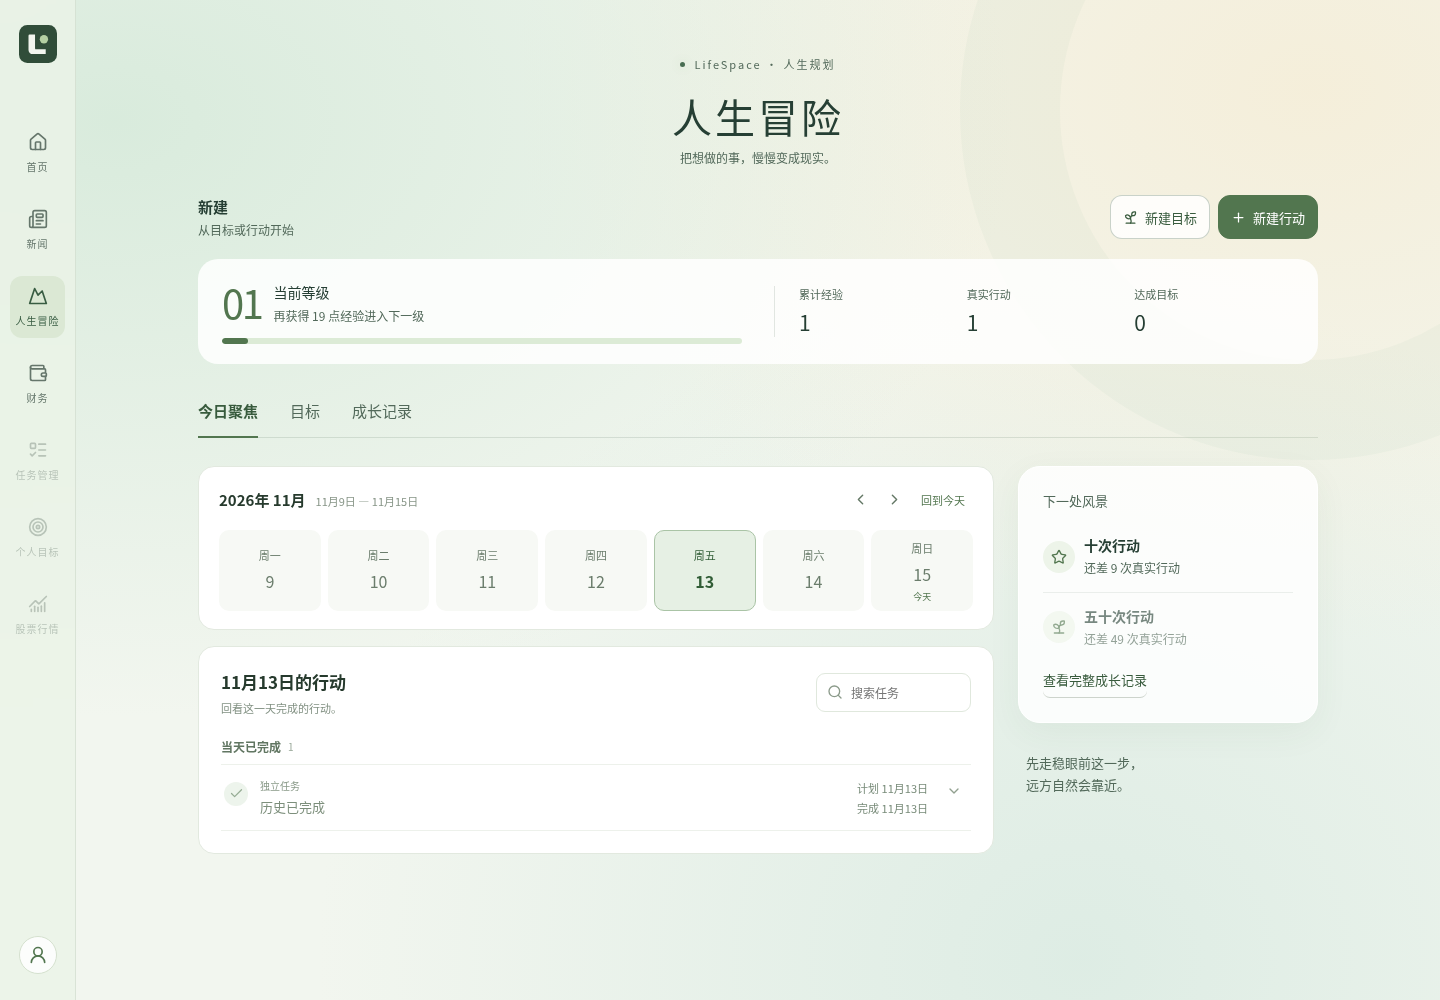 首页
新闻
人生冒险
财务
任务管理
个人目标
股票行情
LifeSpace · 人生规划
人生冒险
把想做的事，慢慢变成现实。
新建
从目标或行动开始
新建目标
新建行动
01
当前等级
再获得 19 点经验进入下一级
累计经验
1
真实行动
1
达成目标
0
今日聚焦
目标
成长记录
2026年 11月
11月9日 — 11月15日
回到今天
周一
9
周二
10
周三
11
周四
12
周五
13
周六
14
周日
15
今天
11月13日的行动
回看这一天完成的行动。
搜索任务
当天已完成 1
独立任务
历史已完成
计划 11月13日
完成 11月13日
下一处风景
十次行动
还差 9 次真实行动
五十次行动
还差 49 次真实行动
查看完整成长记录
先走稳眼前这一步，
远方自然会靠近。